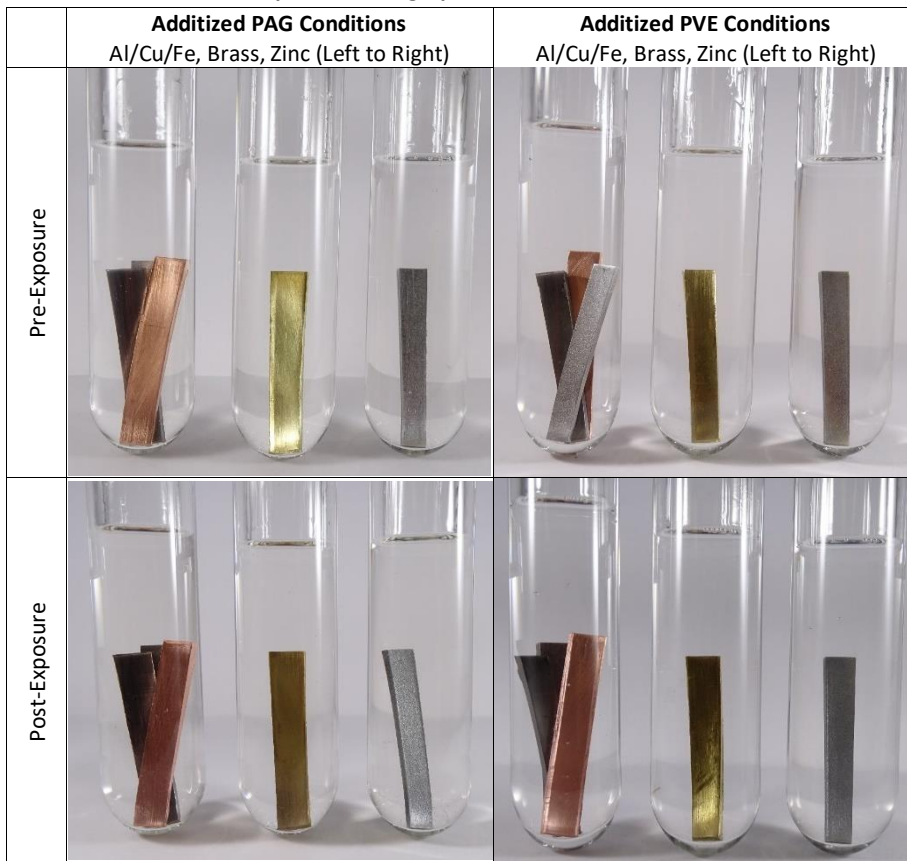 Additized PAG Conditions
Al/Cu/Fe, Brass, Zinc (Left to Right)
Additized PVE Conditions
Al/Cu/Fe, Brass, Zinc (Left to Right)
Pre-Exposure
Post-Exposure